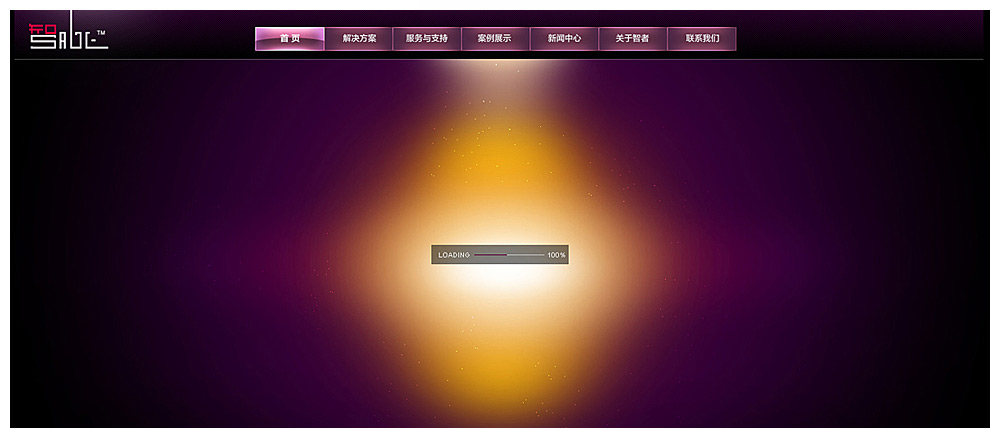 智
SAGE™
首 页
解决方案
服务与支持
案例展示
新闻中心
关于智者
联系我们
LOADING 100%